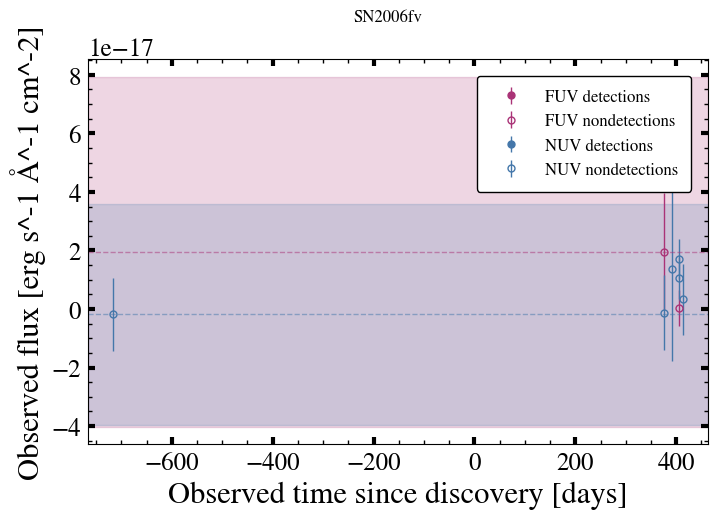 SN2006fv
1e−17
Observed flux [erg s^-1 Å^-1 cm^-2]
8
6
4
2
0
−2
−4
FUV detections
FUV nondetections
NUV detections
NUV nondetections
−600
−400
−200
0
200
400
Observed time since discovery [days]